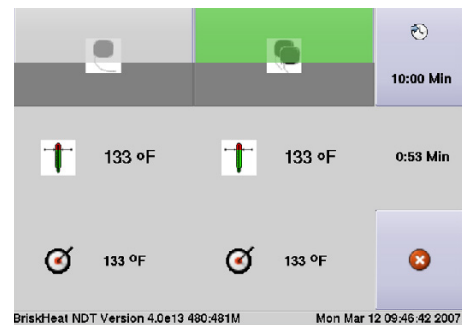 10:00 Min
133 ºF
133 ºF
0:53 Min
133 ºF
133 ºF
BriskHeat NDT Version 4.0e13 480:481M
Mon Mar 12 09:46:42 2007